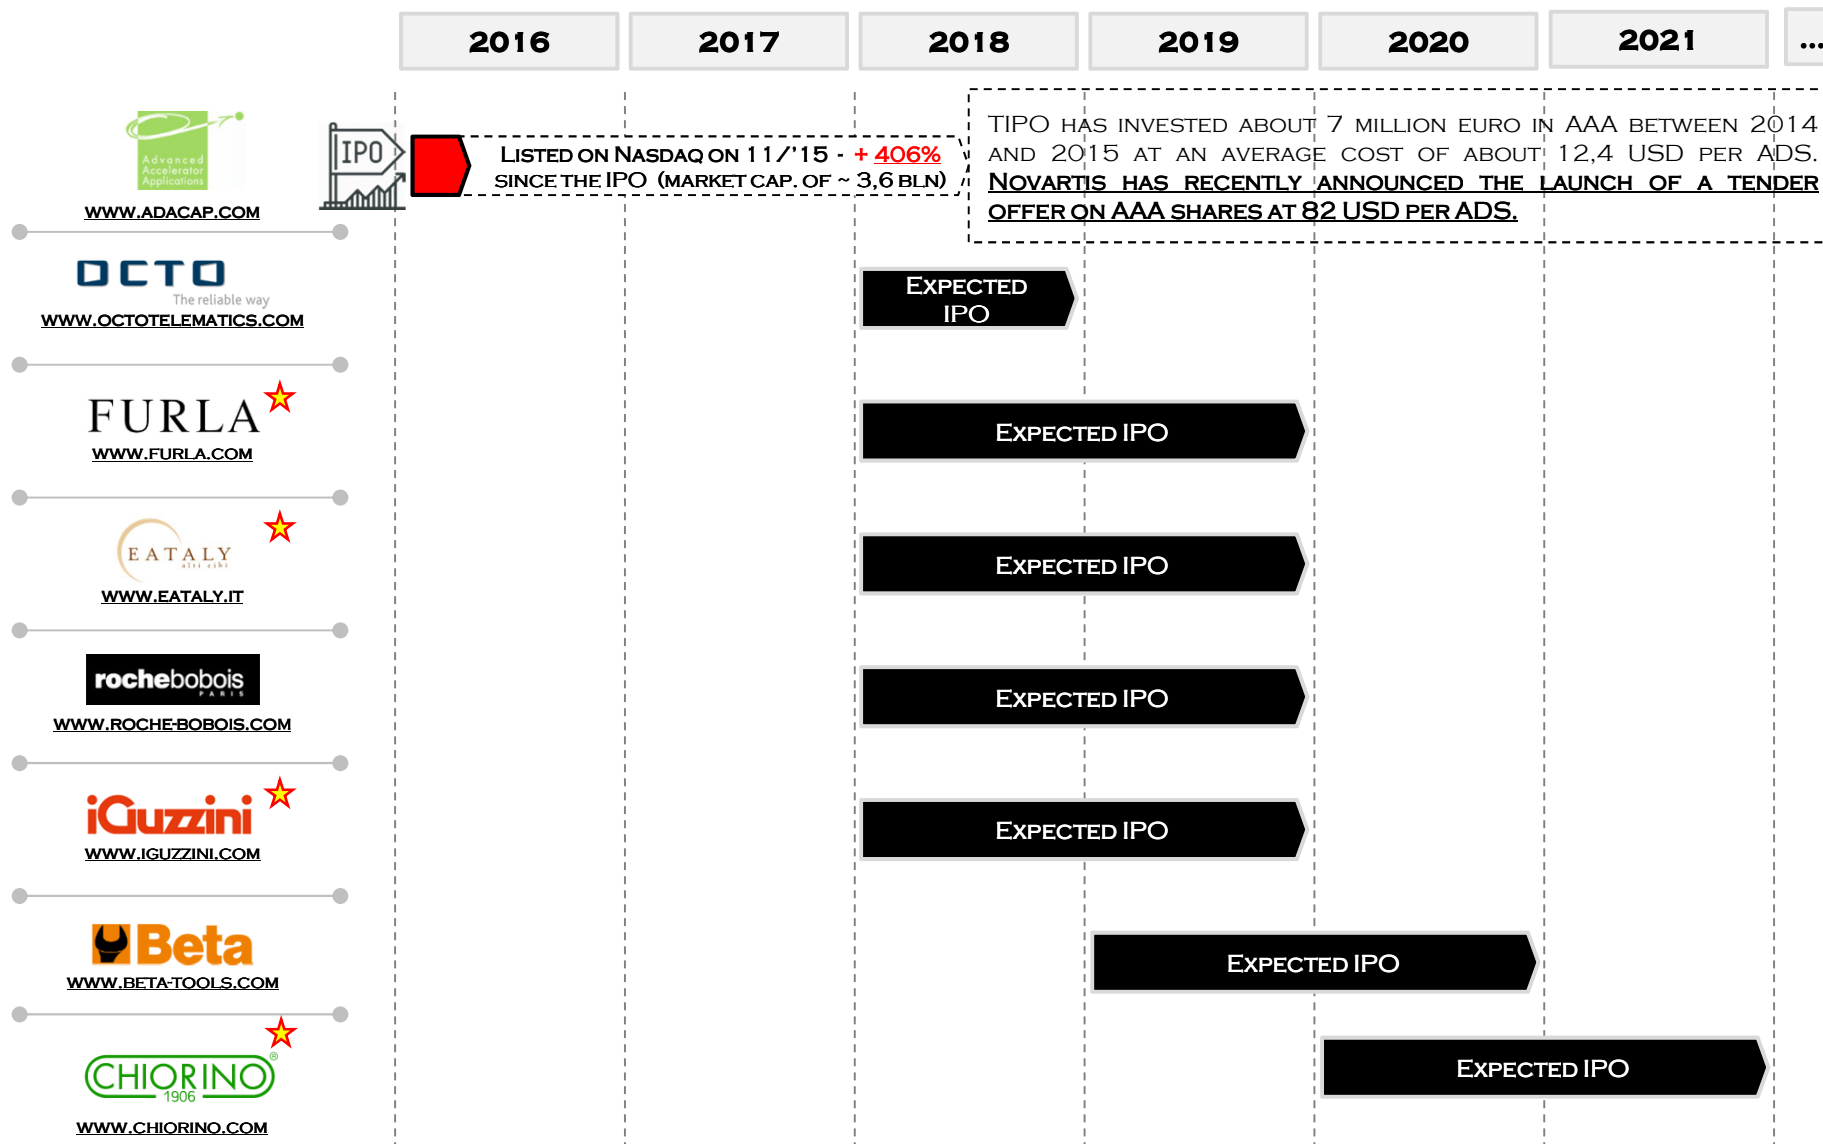 2016 2017 2018 2019 2020 2021 ...
Advanced
Accelerator
Applications
WWW.ADACAP.COM
IPO
LISTED ON NASDAQ ON 11/'15 - + 406%
SINCE THE IPO (MARKET CAP. OF ~ 3,6 BLN)
TIPO HAS INVESTED ABOUT 7 MILLION EURO IN AAA BETWEEN 2014
AND 2015 AT AN AVERAGE COST OF ABOUT 12,4 USD PER ADS.
NOVARTIS HAS RECENTLY ANNOUNCED THE LAUNCH OF A TENDER
OFFER ON AAA SHARES AT 82 USD PER ADS.
OCTO
The reliable way
WWW.OCTOTELEMATICS.COM
EXPECTED
IPO
FURLA
WWW.FURLA.COM
EXPECTED IPO
EATALY
alti cibi
WWW.EATALY.IT
EXPECTED IPO
rochebobois
PARIS
WWW.ROCHE-BOBOIS.COM
EXPECTED IPO
iGuzzini
WWW.IGUZZINI.COM
EXPECTED IPO
Beta
WWW.BETA-TOOLS.COM
EXPECTED IPO
CHIORINO®
1906
WWW.CHIORINO.COM
EXPECTED IPO